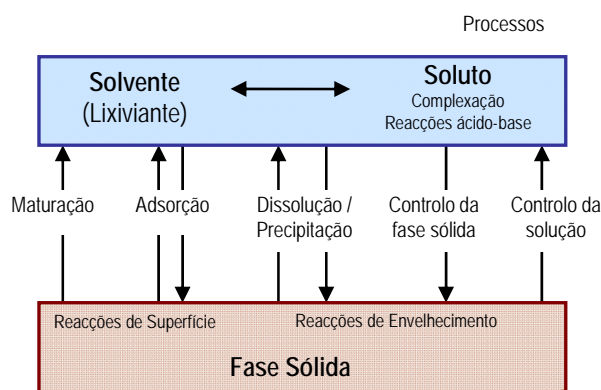 Processos
Solvente
(Lixiviante)
Soluto
Complexação
Reacções ácido-base
Maturação
Adsorção
Dissolução /
Precipitação
Controlo da
fase sólida
Controlo da
solução
Reacções de Superfície
Reacções de Envelhecimento
Fase Sólida